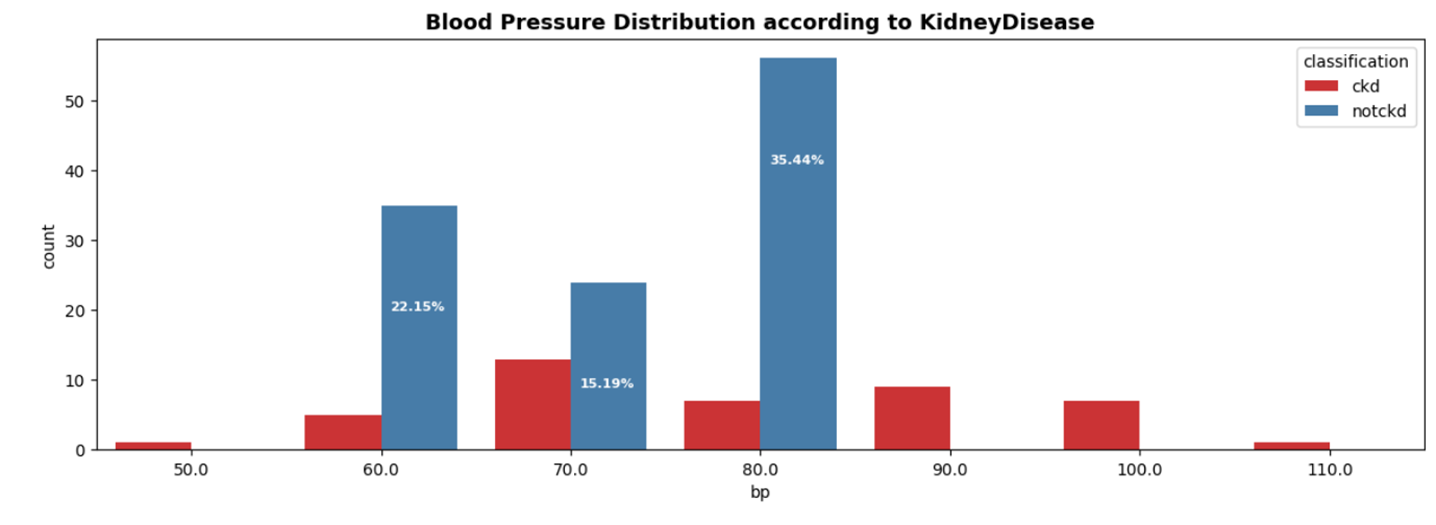 Blood Pressure Distribution according to KidneyDisease
classification
ckd
notckd
50
40
30
20
10
0
count
35.44%
22.15%
15.19%
50.0 60.0 70.0 80.0 90.0 100.0 110.0
bp